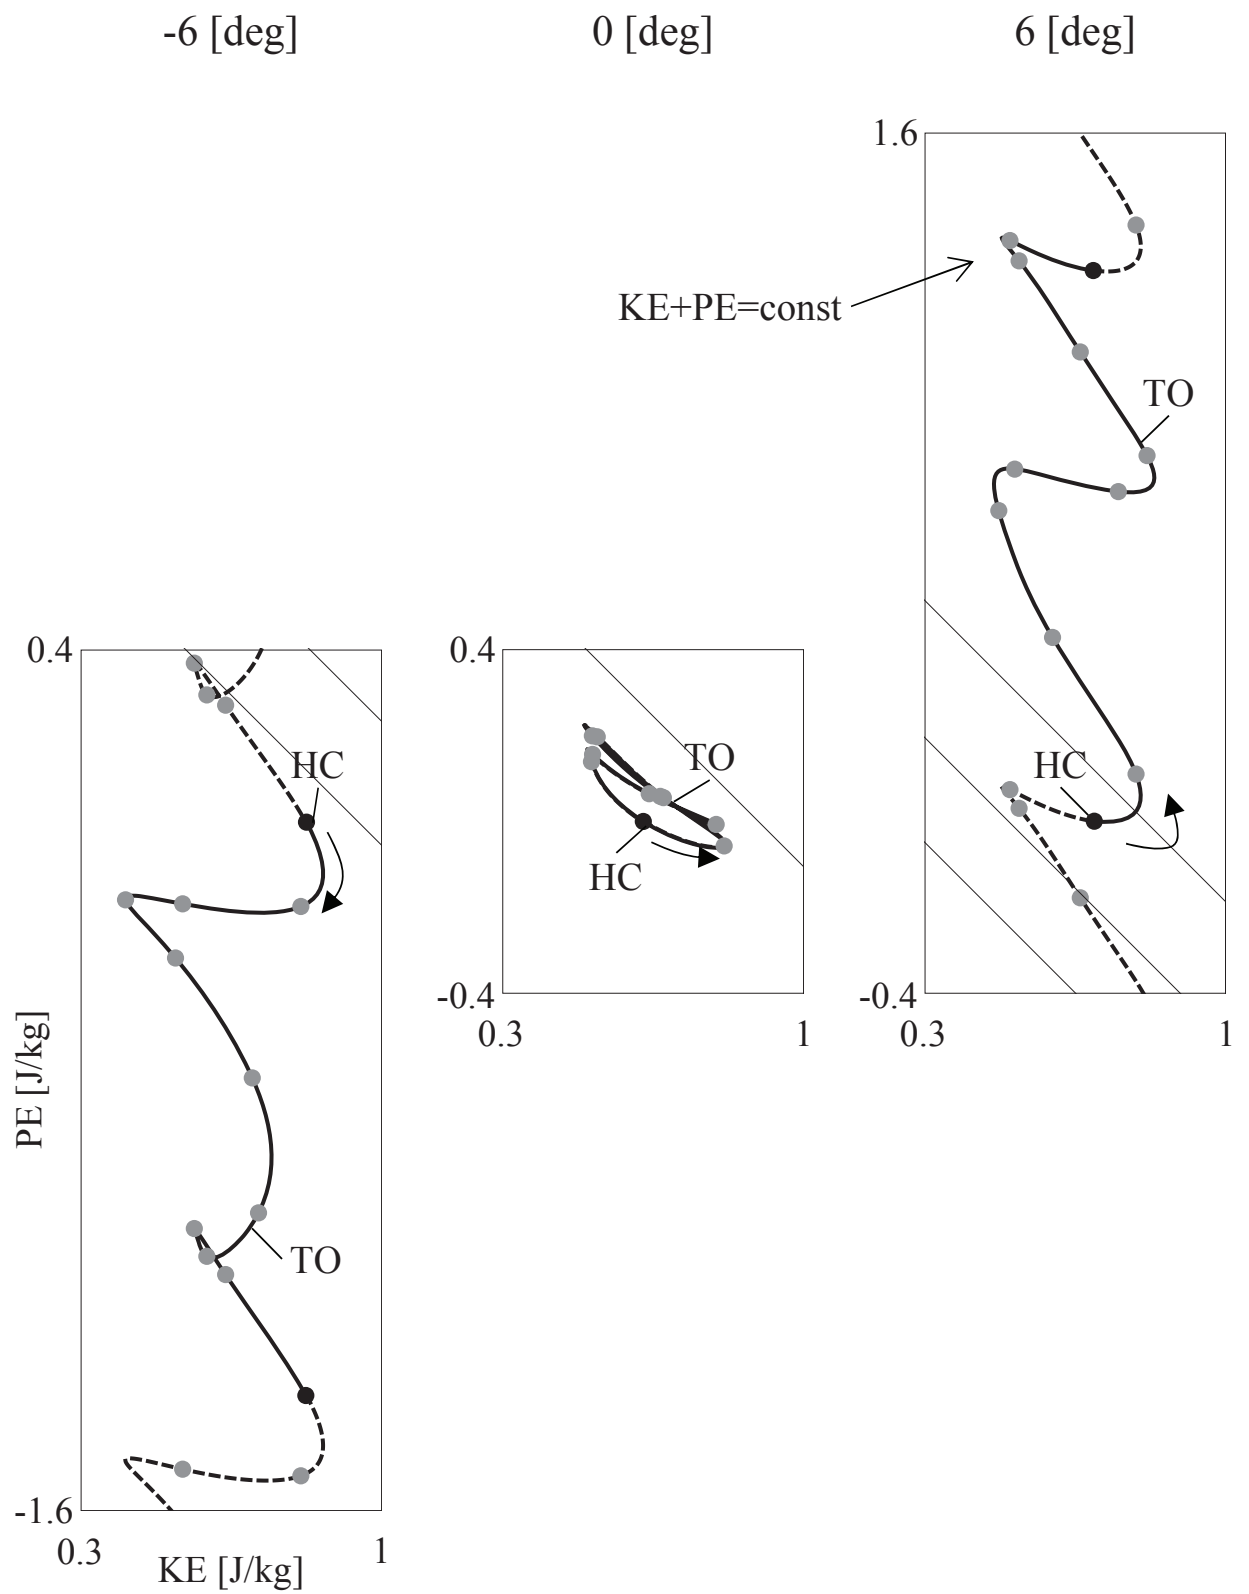 -6 [deg]
0 [deg]
6 [deg]
1.6
KE+PE=const
TO
0.4
HC
TO
-1.6
0.3
1
KE [J/kg]
PE [J/kg]
0.4
TO
HC
-0.4
0.3
1
HC
-0.4
0.3
1